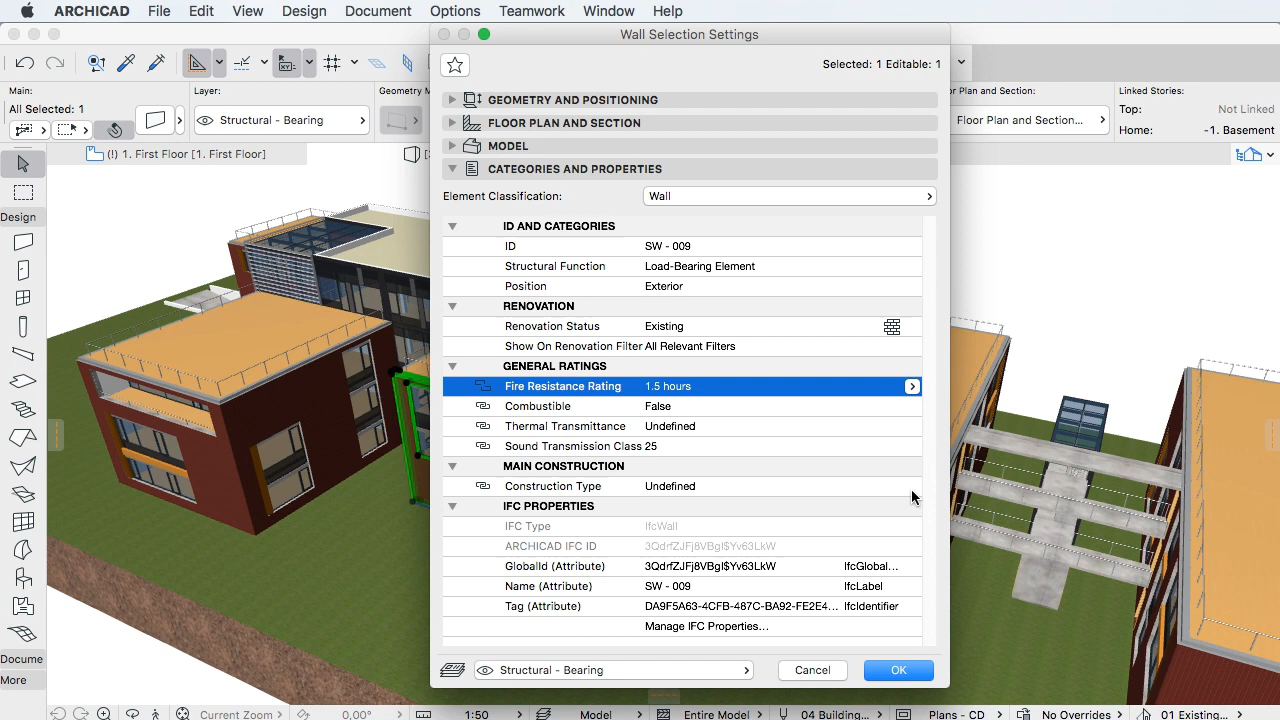 ARCHICAD File Edit View Design Document Options Teamwork Window Help
Wall Selection Settings
Selected: 1 Editable: 1
Main:
All Selected: 1
Layer:
Structural - Bearing
Geometry M
or Plan and Section:
Floor Plan and Section...
Linked Stories:
Top: Not Linked
Home: -1. Basement
(!) 1. First Floor [1. First Floor]
GEOMETRY AND POSITIONING
FLOOR PLAN AND SECTION
MODEL
CATEGORIES AND PROPERTIES
Element Classification: Wall
ID AND CATEGORIES
ID SW - 009
Structural Function Load-Bearing Element
Position Exterior
RENOVATION
Renovation Status Existing
Show On Renovation Filter All Relevant Filters
GENERAL RATINGS
Fire Resistance Rating 1.5 hours
Combustible False
Thermal Transmittance Undefined
Sound Transmission Class 25
MAIN CONSTRUCTION
Construction Type Undefined
IFC PROPERTIES
IFC Type IfcWall
ARCHICAD IFC ID 3QdrfZJFj8VBgI$Yv63LkW
GlobalId (Attribute) 3QdrfZJFj8VBgI$Yv63LkW IfcGlobal...
Name (Attribute) SW - 009 IfcLabel
Tag (Attribute) DA9F5A63-4CFB-467C-BA92-FE2E4... IfcIdentifier
Manage IFC Properties...
Structural - Bearing
Cancel
OK
Design
Docume
More
Current Zoom 0,00° 1:50 Model Entire Model 04 Building... Plans - CD No Overrides 01 Existing...